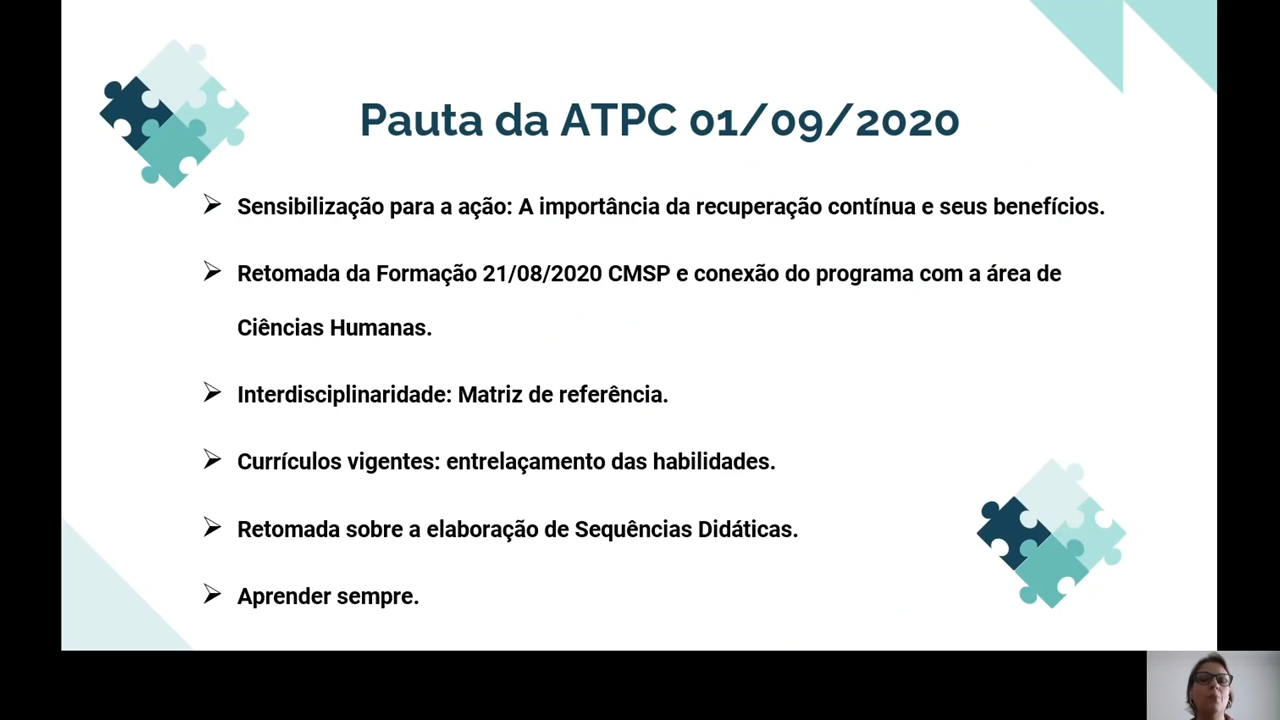 Pauta da ATPC 01/09/2020
Sensibilização para a ação: A importância da recuperação contínua e seus benefícios.
Retomada da Formação 21/08/2020 CMSP e conexão do programa com a área de
Ciências Humanas.
Interdisciplinaridade: Matriz de referência.
Currículos vigentes: entrelaçamento das habilidades.
Retomada sobre a elaboração de Sequências Didáticas.
Aprender sempre.